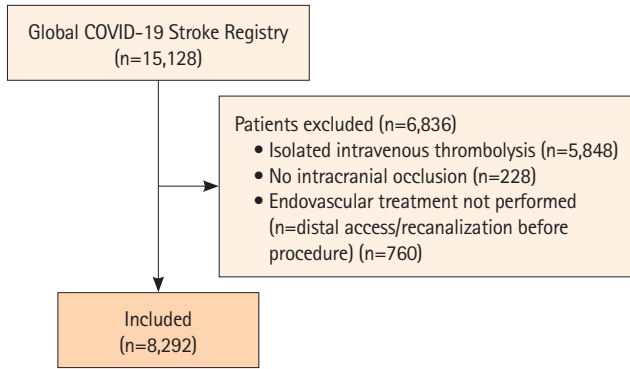 Global COVID-19 Stroke Registry
(n=15,128)
Patients excluded (n=6,836)
• Isolated intravenous thrombolysis (n=5,848)
• No intracranial occlusion (n=228)
• Endovascular treatment not performed
(n=distal access/recanalization before
procedure) (n=760)
Included
(n=8,292)